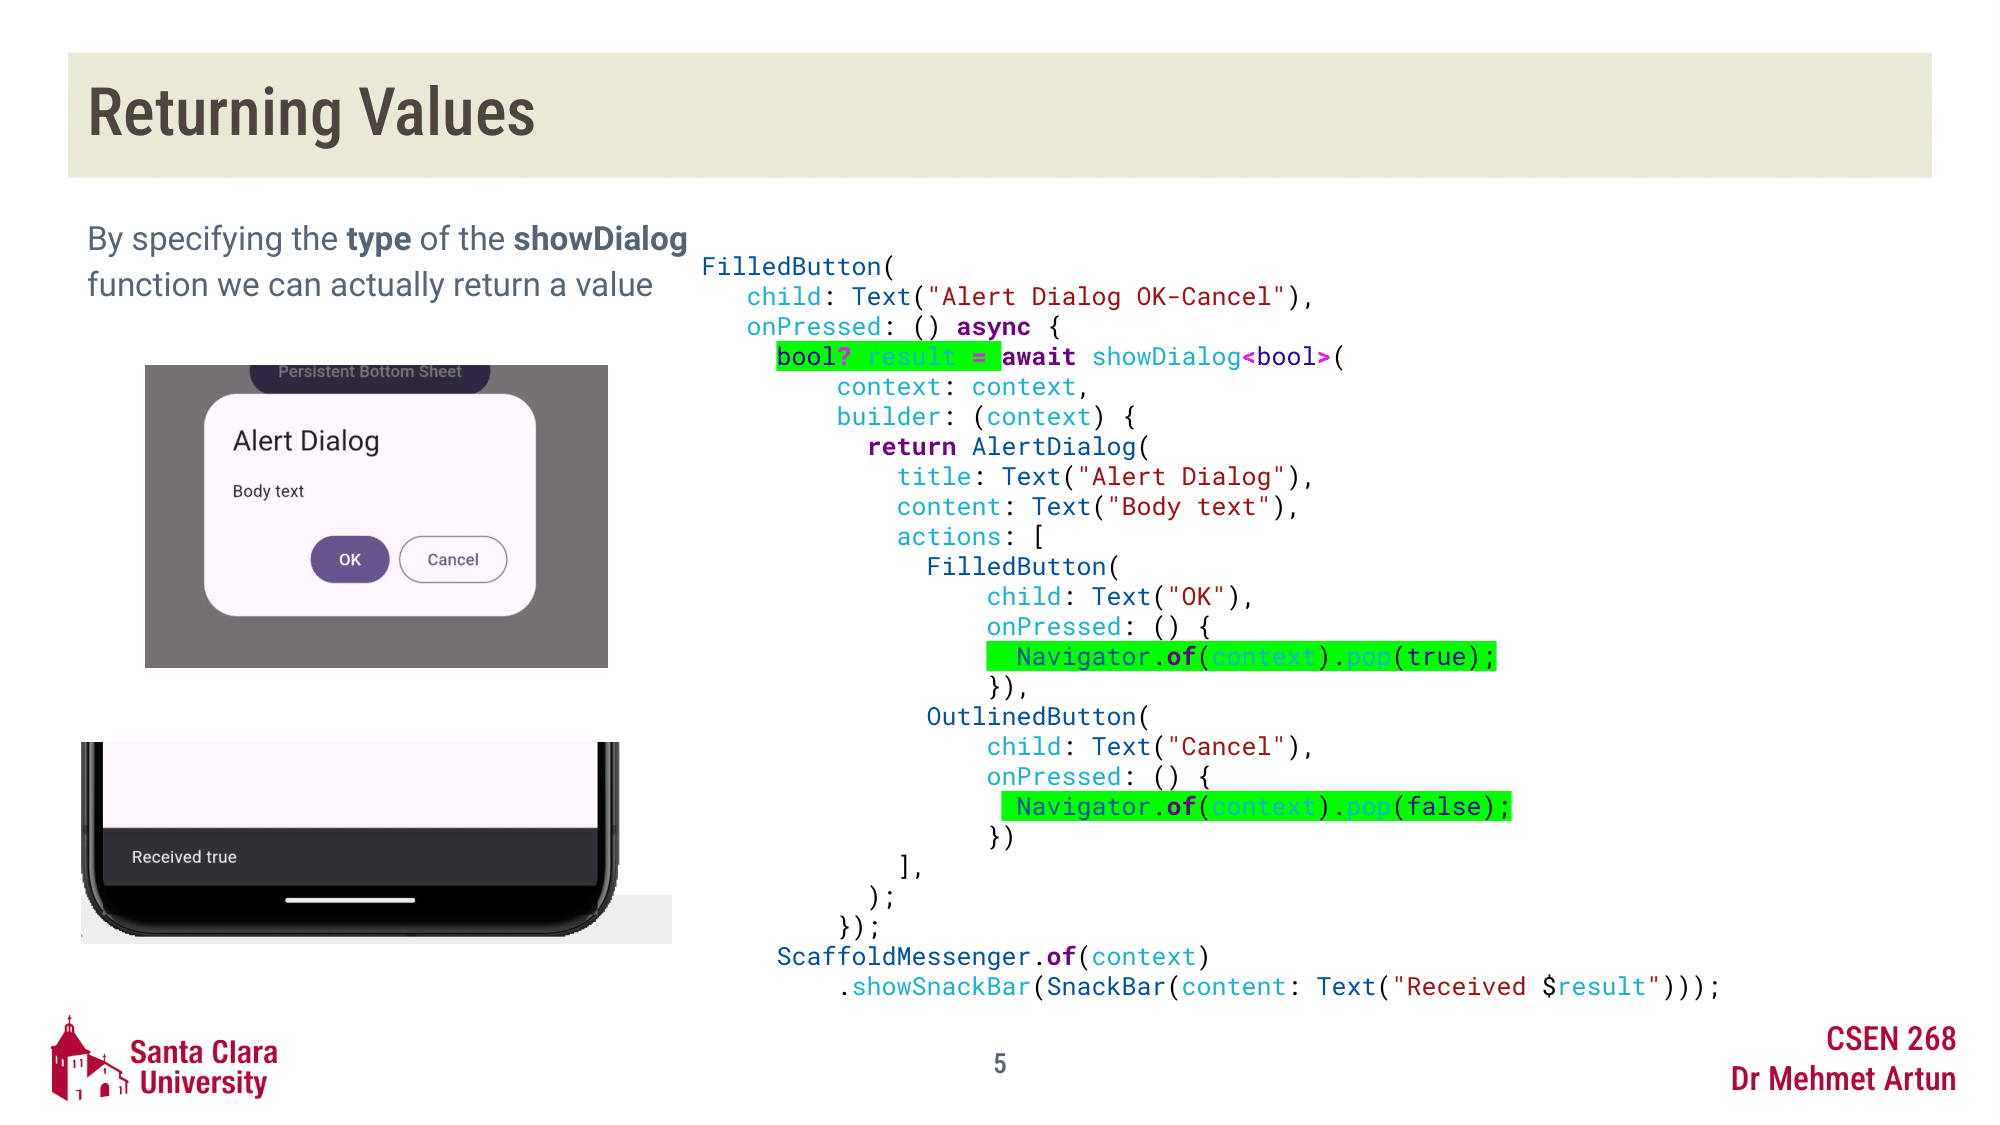 Returning Values
By specifying the type of the showDialog
function we can actually return a value
Persistent Bottom Sheet
Alert Dialog
Body text
OK
Cancel
Received true
FilledButton(
child: Text("Alert Dialog OK-Cancel"),
onPressed: () async {
bool? result = await showDialog<bool>(
context: context,
builder: (context) {
return AlertDialog(
title: Text("Alert Dialog"),
content: Text("Body text"),
actions: [
FilledButton(
child: Text("OK"),
onPressed: () {
Navigator.of(context).pop(true);
}),
OutlinedButton(
child: Text("Cancel"),
onPressed: () {
Navigator.of(context).pop(false);
})
],
);
});
ScaffoldMessenger.of(context)
.showSnackBar(SnackBar(content: Text("Received $result")));
Santa Clara
University
5
CSEN 268
Dr Mehmet Artun